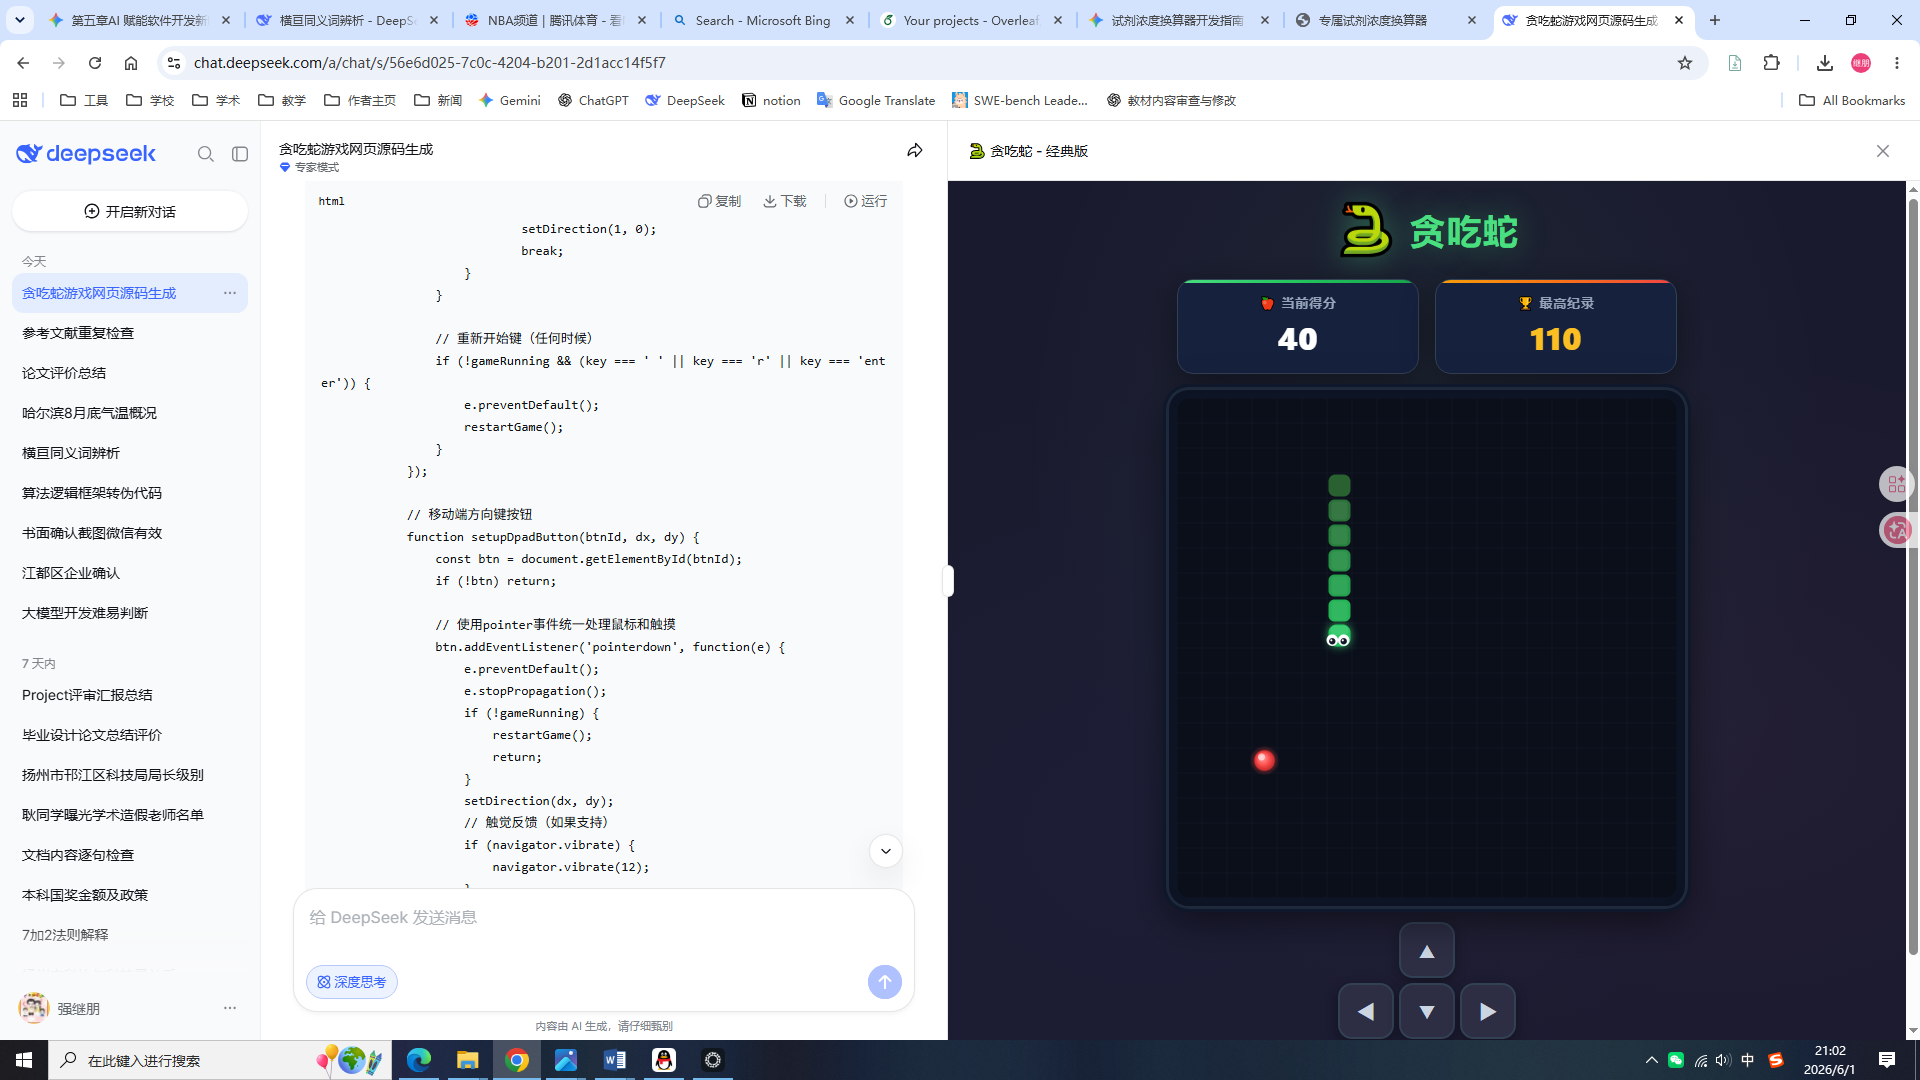 第五章AI 赋能软件开发新
横亘同义词辨析 - DeepS
NBA频道 | 腾讯体育 - 看
Search - Microsoft Bing
Your projects - Overleaf
试剂浓度换算器开发指南
专属试剂浓度换算器
贪吃蛇游戏网页源码生成
chat.deepseek.com/a/chat/s/56e6d025-7c0c-4204-b201-2d1acc14f5f7
继朋
工具
学校
学术
教学
作者主页
新闻
Gemini
ChatGPT
DeepSeek
notion
Google Translate
SWE-bench Leade...
教材内容审查与修改
All Bookmarks
deepseek
开启新对话
今天
贪吃蛇游戏网页源码生成
参考文献重复检查
论文评价总结
哈尔滨8月底气温概况
横亘同义词辨析
算法逻辑框架转伪代码
书面确认截图微信有效
江都区企业确认
大模型开发难易判断
7 天内
Project评审汇报总结
毕业设计论文总结评价
扬州市邗江区科技局局长级别
耿同学曝光学术造假老师名单
文档内容逐句检查
本科国奖金额及政策
7加2法则解释
强继朋
贪吃蛇游戏网页源码生成
专家模式
html
复制
下载
运行
setDirection(1, 0);
break;
}
}
// 重新开始键（任何时候）
if (!gameRunning && (key === ' ' || key === 'r' || key === 'ent
er')) {
e.preventDefault();
restartGame();
}
});
// 移动端方向键按钮
function setupDpadButton(btnId, dx, dy) {
const btn = document.getElementById(btnId);
if (!btn) return;
// 使用pointer事件统一处理鼠标和触摸
btn.addEventListener('pointerdown', function(e) {
e.preventDefault();
e.stopPropagation();
if (!gameRunning) {
restartGame();
return;
}
setDirection(dx, dy);
// 触觉反馈（如果支持）
if (navigator.vibrate) {
navigator.vibrate(12);
}
给 DeepSeek 发送消息
深度思考
内容由 AI 生成，请仔细甄别
贪吃蛇 - 经典版
贪吃蛇
当前得分
40
最高纪录
110
在此键入进行搜索
中
21:02
2026/6/1